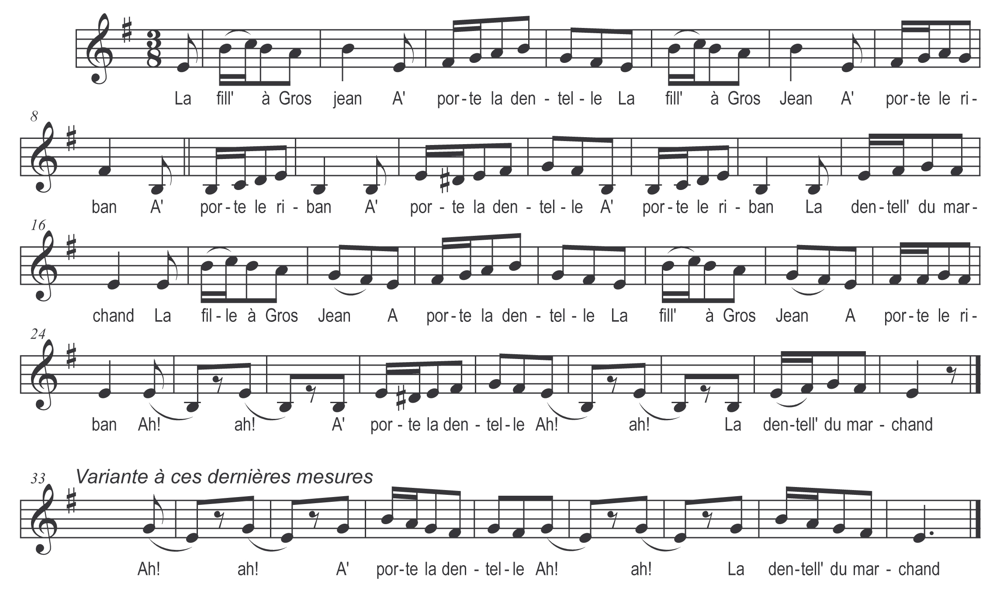 La fill' à Gros jean A' por-te la den - tel - le La fill' à Gros Jean A' por-te le ri-
8
ban A' por-te le ri - ban A' por - te la den - tel - le A' por-te le ri - ban La den-tell' du mar-
16
chand La fil-le à Gros Jean A por-te la den - tel - le La fill' à Gros Jean A por-te le ri-
24
ban Ah! ah! A' por - te la den - tel-le Ah! ah! La den-tell' du mar - chand
33 Variante à ces dernières mesures
Ah! ah! A' por-te la den - tel-le Ah! ah! La den-tell' du mar - chand